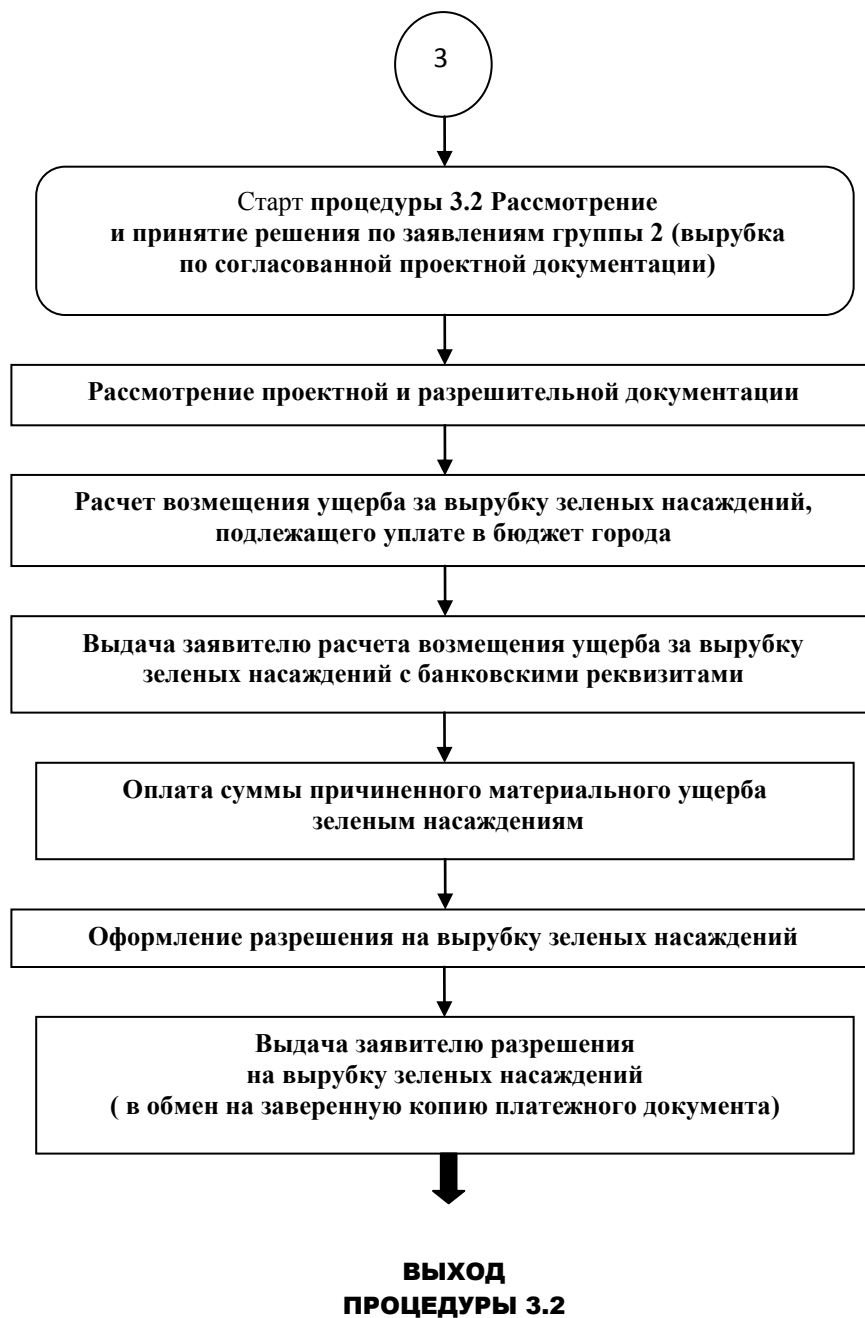 3
Старт процедуры 3.2 Рассмотрение
и принятие решения по заявлениям группы 2 (вырубка
по согласованной проектной документации)
Рассмотрение проектной и разрешительной документации
Расчет возмещения ущерба за вырубку зеленых насаждений,
подлежащего уплате в бюджет города
Выдача заявителю расчета возмещения ущерба за вырубку
зеленых насаждений с банковскими реквизитами
Оплата суммы причиненного материального ущерба
зеленым насаждениям
Оформление разрешения на вырубку зеленых насаждений
Выдача заявителю разрешения
на вырубку зеленых насаждений
( в обмен на заверенную копию платежного документа)
ВЫХОД
ПРОЦЕДУРЫ 3.2